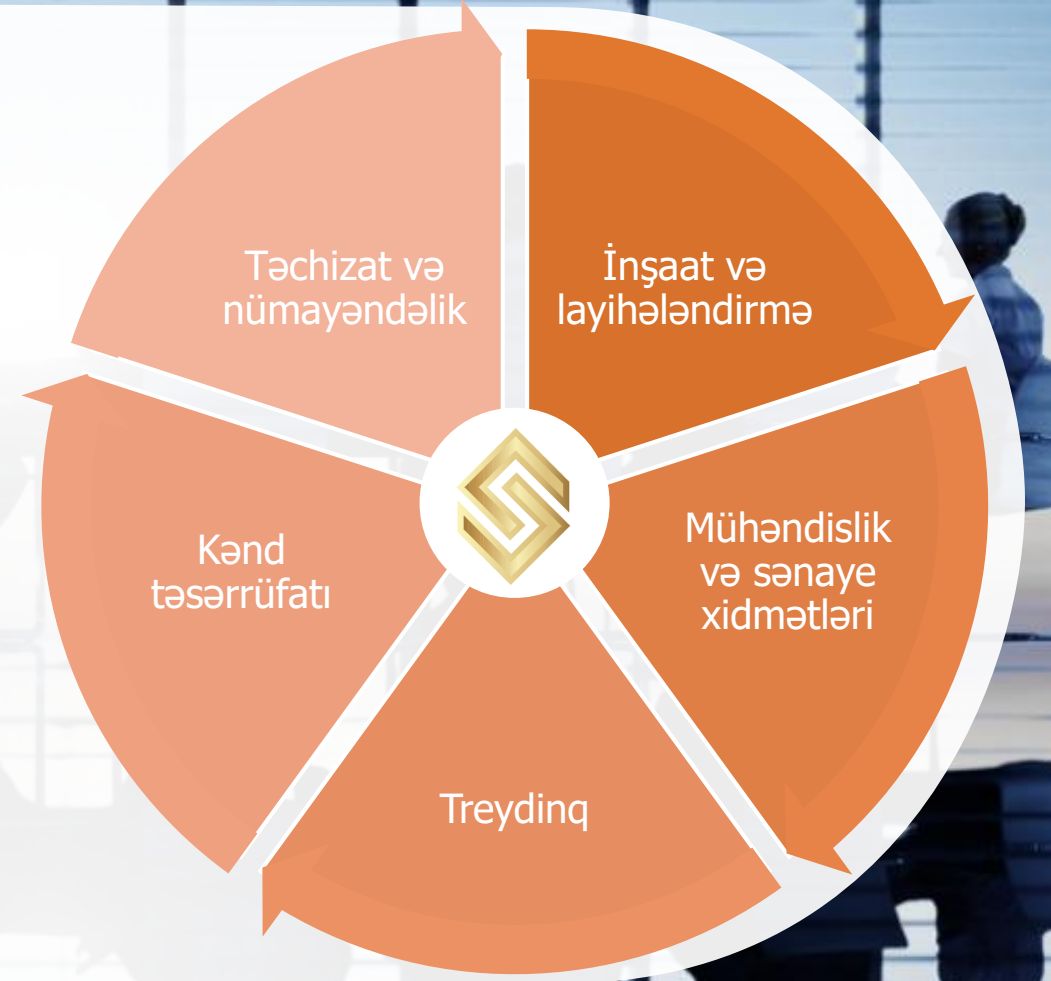 Təchizat və
nümayəndəlik
İnşaat və
layihələndirmə
Mühəndislik
və sənaye
xidmətləri
Treydinq
Kənd
təsərrüfatı